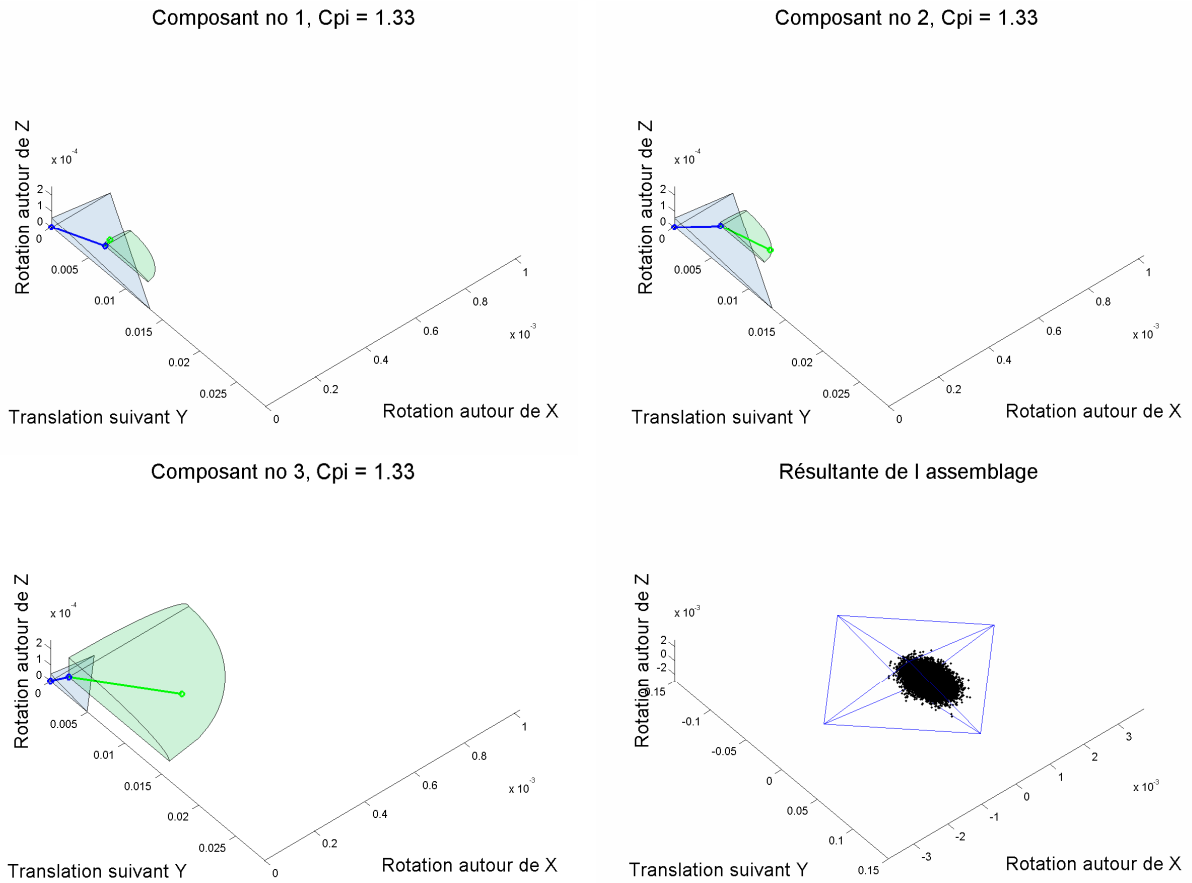 Composant no 1, Cpi = 1.33
Rotation autour de Z
x 10-4
2
1
0
0
0.005
0.01
0.015
0.02
0.025
Translation suivant Y
0
0.2
0.4
0.6
0.8
1
x 10-3
Rotation autour de X
Composant no 2, Cpi = 1.33
Rotation autour de Z
x 10-4
2
1
0
0
0.005
0.01
0.015
0.02
0.025
Translation suivant Y
0
0.2
0.4
0.6
0.8
1
x 10-3
Rotation autour de X
Composant no 3, Cpi = 1.33
Rotation autour de Z
x 10-4
2
1
0
0
0.005
0.01
0.015
0.02
0.025
Translation suivant Y
0
0.2
0.4
0.6
0.8
1
x 10-3
Rotation autour de X
Résultante de l assemblage
Rotation autour de Z
x 10-3
2
0
-2
0.15
-0.1
-0.05
0
0.05
0.1
0.15
Translation suivant Y
-3
-2
-1
0
1
2
3
x 10-3
Rotation autour de X